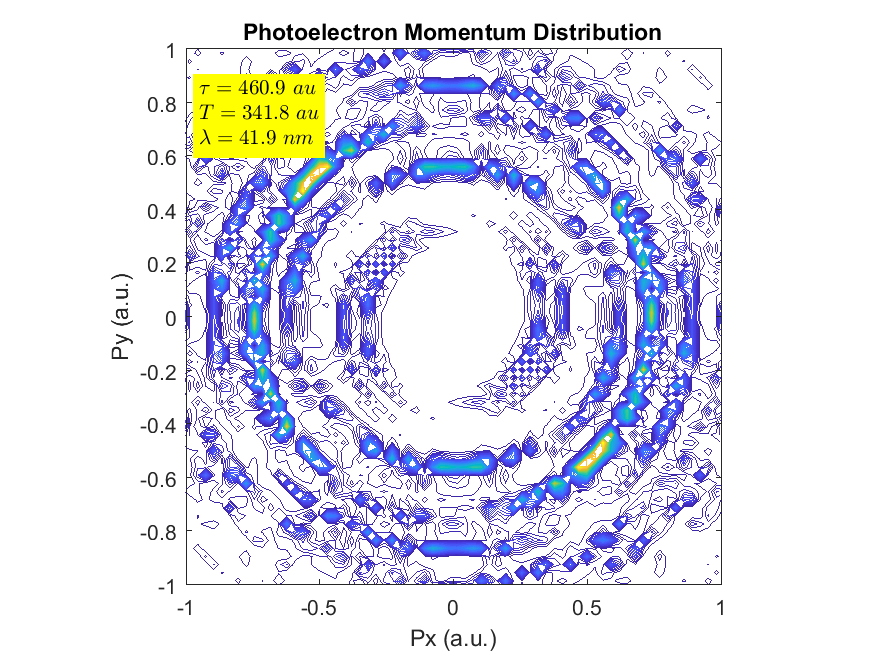 Photoelectron Momentum Distribution
τ = 460.9 au
T = 341.8 au
λ = 41.9 nm
1
0.8
0.6
0.4
0.2
0
-0.2
-0.4
-0.6
-0.8
-1
Py (a.u.)
-1 -0.5 0 0.5 1
Px (a.u.)